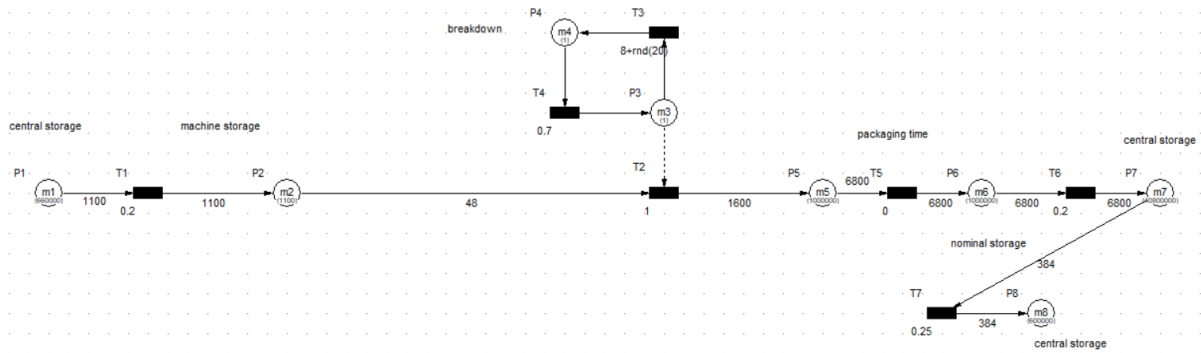 P4
T3
breakdown
m4
(1)
8+rnd(20)
T4
P3
m3
(1)
0.7
central storage
machine storage
packaging time
central storage
P1
T1
P2
T2
P5
T5
P6
T6
P7
m1
(660000)
1100
0.2
1100
m2
(1100)
48
1
1600
m5
(1000000)
6800
0
6800
m6
(1000000)
6800
0.2
6800
m7
(40800000)
nominal storage
384
T7
P8
0.25
384
m8
(600000)
central storage